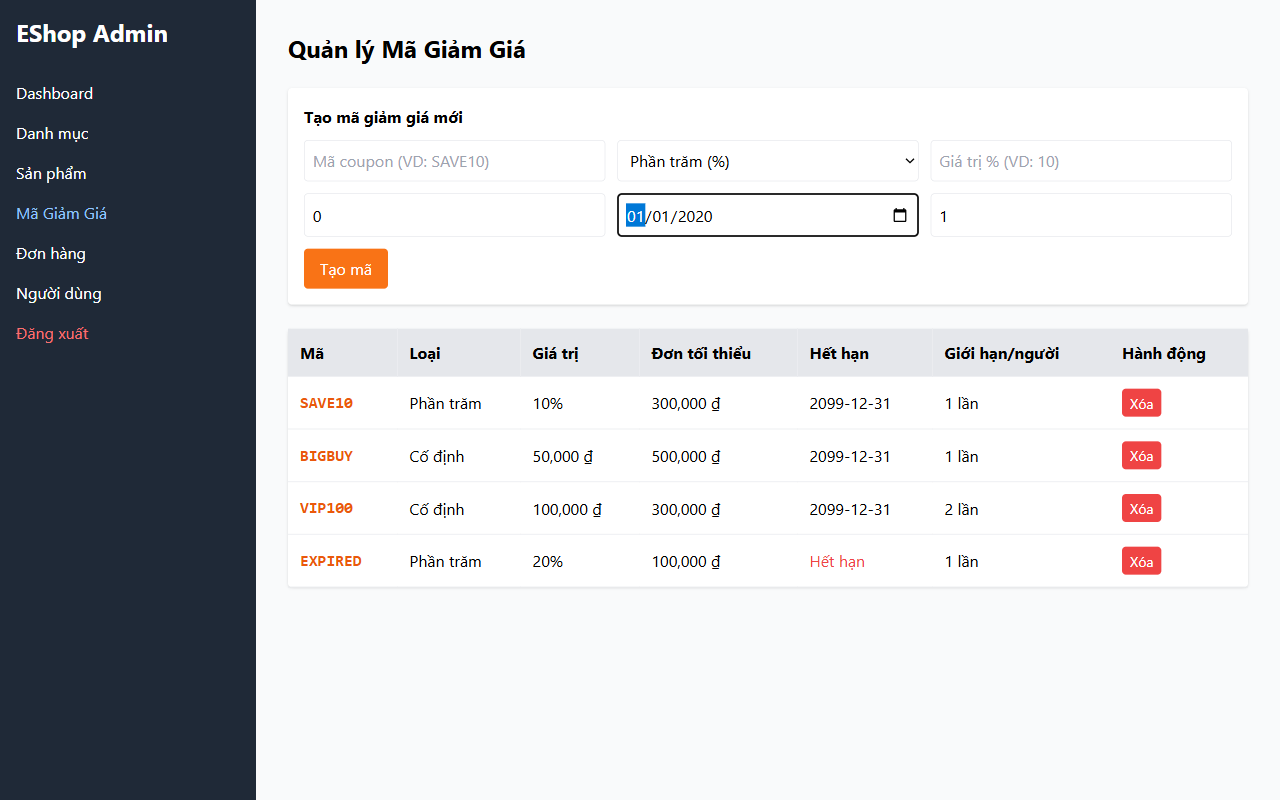 EShop Admin
Dashboard
Danh mục
Sản phẩm
Mã Giảm Giá
Đơn hàng
Người dùng
Đăng xuất
Quản lý Mã Giảm Giá
Tạo mã giảm giá mới
Mã coupon (VD: SAVE10) Phần trăm (%) Giá trị % (VD: 10)
0 01/01/2020 1
Tạo mã
Mã Loại Giá trị Đơn tối thiểu Hết hạn Giới hạn/người Hành động
SAVE10 Phần trăm 10% 300,000 ₫ 2099-12-31 1 lần Xóa
BIGBUY Cố định 50,000 ₫ 500,000 ₫ 2099-12-31 1 lần Xóa
VIP100 Cố định 100,000 ₫ 300,000 ₫ 2099-12-31 2 lần Xóa
EXPIRED Phần trăm 20% 100,000 ₫ Hết hạn 1 lần Xóa